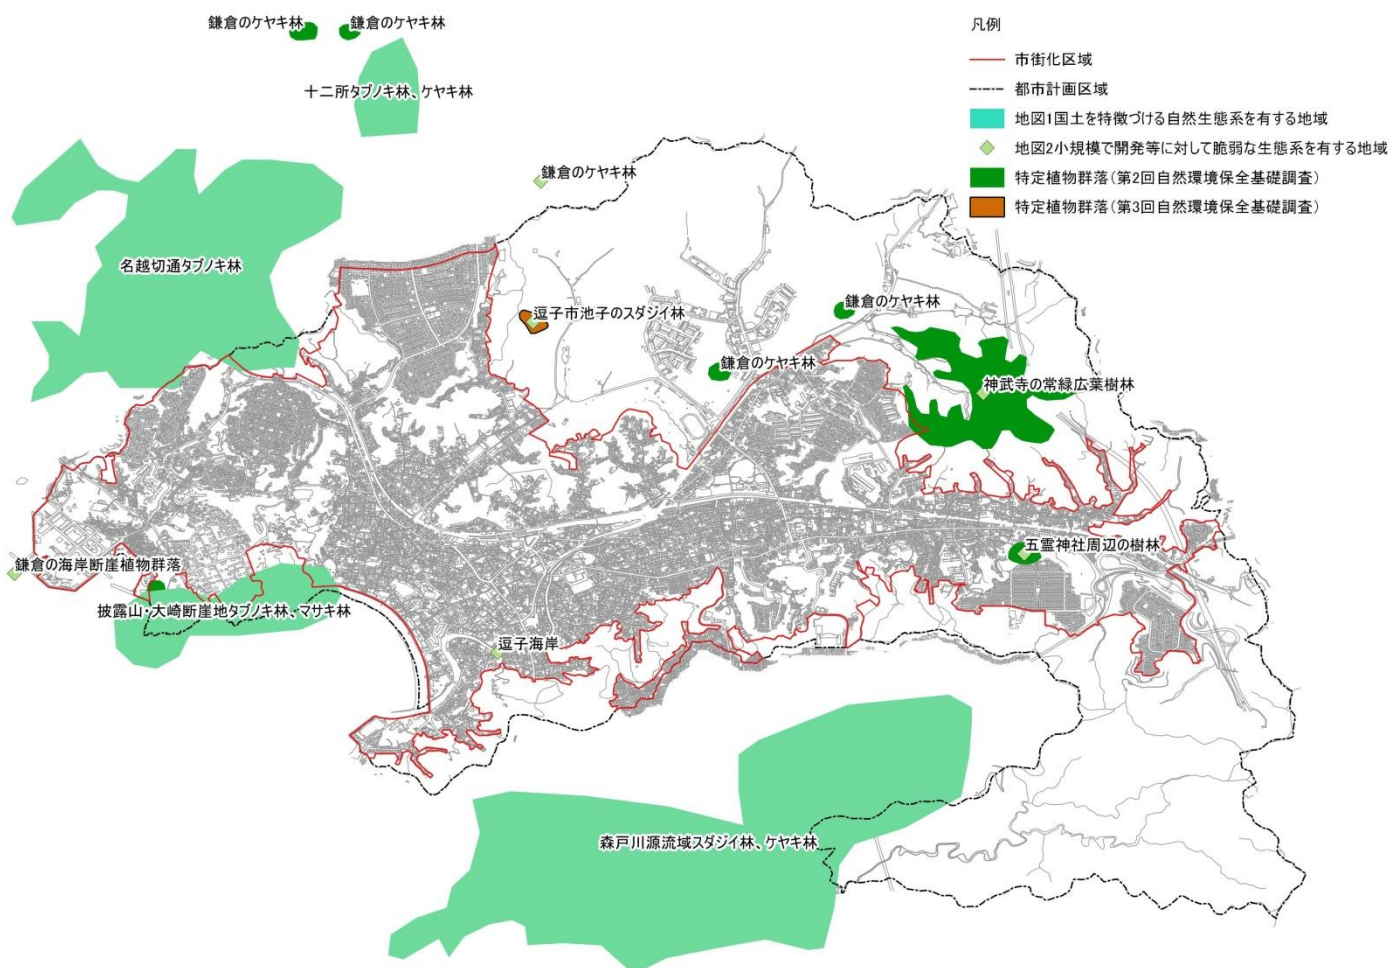 鎌倉のケヤキ林
鎌倉のケヤキ林
十二所タブノキ林、ケヤキ林
凡例
市街化区域
都市計画区域
地図1国土を特徴づける自然生態系を有する地域
地図2小規模で開発等に対して脆弱な生態系を有する地域
特定植物群落(第2回自然環境保全基礎調査)
特定植物群落(第3回自然環境保全基礎調査)
鎌倉のケヤキ林
名越切通タブノキ林
逗子市池子のスダジイ林
鎌倉のケヤキ林
鎌倉のケヤキ林
神武寺の常緑広葉樹林
五霊神社周辺の樹林
鎌倉の海岸断崖植物群落
披露山・大崎断崖地タブノキ林、マサキ林
逗子海岸
森戸川源流域スダジイ林、ケヤキ林